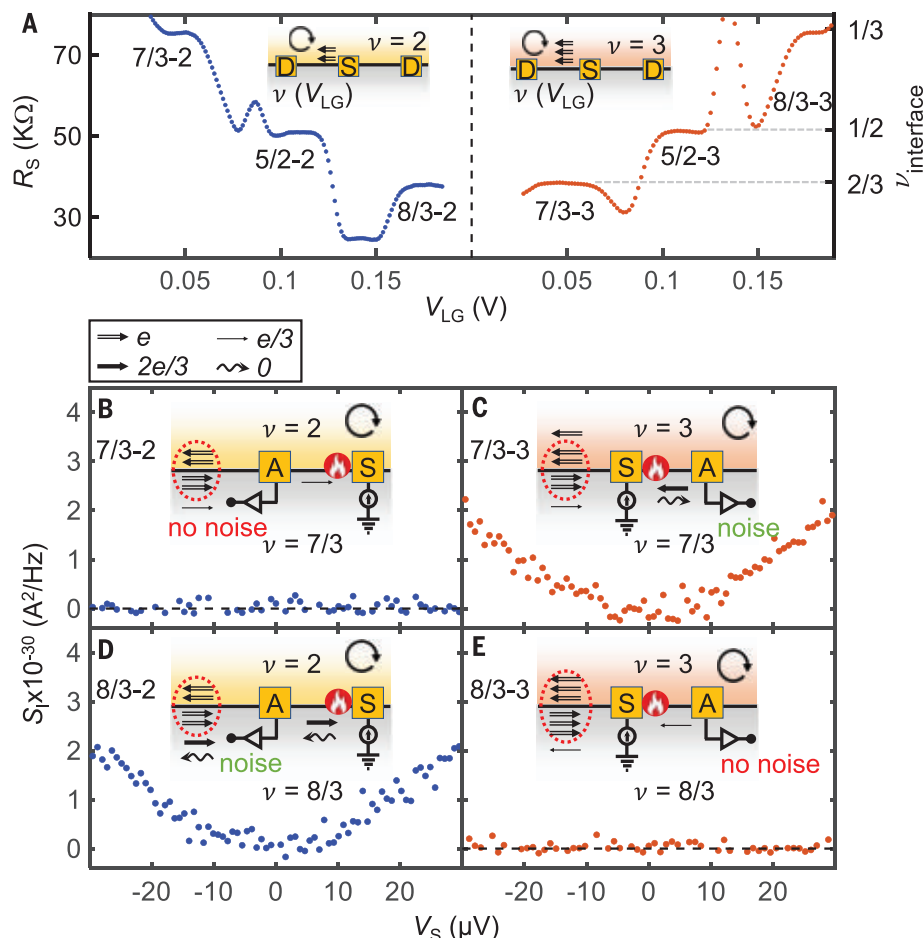 A
R_S (KΩ)
70
50
30
7/3-2
5/2-2
8/3-2
ν = 2
D S D
ν (V_LG)
ν = 3
D S D
ν (V_LG)
7/3-3
5/2-3
8/3-3
1/3
1/2
2/3
ν_interface
0.05 0.10 0.15 0.05 0.10 0.15
V_LG (V)
e e/3
2e/3 0
B
7/3-2
ν = 2
A S
no noise
ν = 7/3
C
7/3-3
ν = 3
S A
noise
ν = 7/3
D
8/3-2
ν = 2
A S
noise
ν = 8/3
E
8/3-3
ν = 3
S A
no noise
ν = 8/3
4
3
2
1
0
4
3
2
1
0
S_I x10^-30 (A^2/Hz)
-20 -10 0 10 20 -20 -10 0 10 20
V_S (μV)